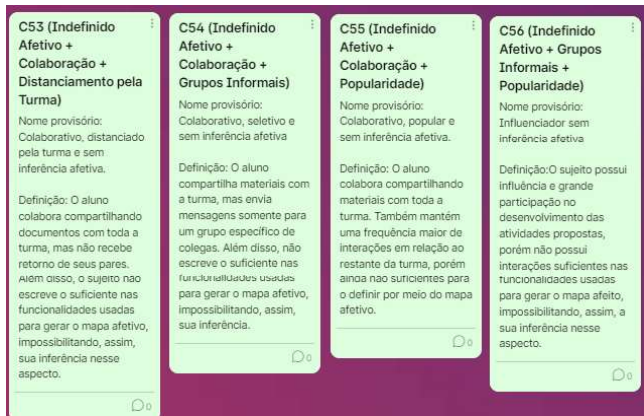 C53 (Indefinido
Afetivo +
Colaboração +
Distanciamento pela
Turma)
Nome provisório:
Colaborativo, distanciado
pela turma e sem
inferência afetiva.
Definição: O aluno
colabora compartilhando
documentos com toda a
turma, mas não recebe
retorno de seus pares.
Além disso, o sujeito não
escreve o suficiente nas
funcionalidades usadas
para gerar o mapa afetivo,
impossibilitando, assim,
sua inferência nesse
aspecto.
0
C54 (Indefinido
Afetivo +
Colaboração +
Grupos Informais)
Nome provisório:
Colaborativo, seletivo e
sem inferência afetiva
Definição: O aluno
compartilha materiais com
a turma, mas envia
mensagens somente para
um grupo específico de
colegas. Além disso, não
escreve o suficiente nas
funcionalidades usadas
para gerar o mapa afetivo,
impossibilitando, assim,
sua inferência.
0
C55 (Indefinido
Afetivo +
Colaboração +
Popularidade)
Nome provisório:
Colaborativo, popular e
sem inferência afetiva.
Definição: O aluno
colabora compartilhando
materiais com toda a
turma. Também mantém
uma frequência maior de
interações em relação ao
restante da turma, porém
ainda não suficientes para
o definir por meio do mapa
afetivo.
0
C56 (Indefinido
Afetivo + Grupos
Informais +
Popularidade)
Nome provisório:
Influenciador sem
inferência afetiva
Definição:O sujeito possui
influência e grande
participação no
desenvolvimento das
atividades propostas,
porém não possui
interações suficientes nas
funcionalidades usadas
para gerar o mapa afeito,
impossibilitando, assim, a
sua inferência nesse
aspecto.
0